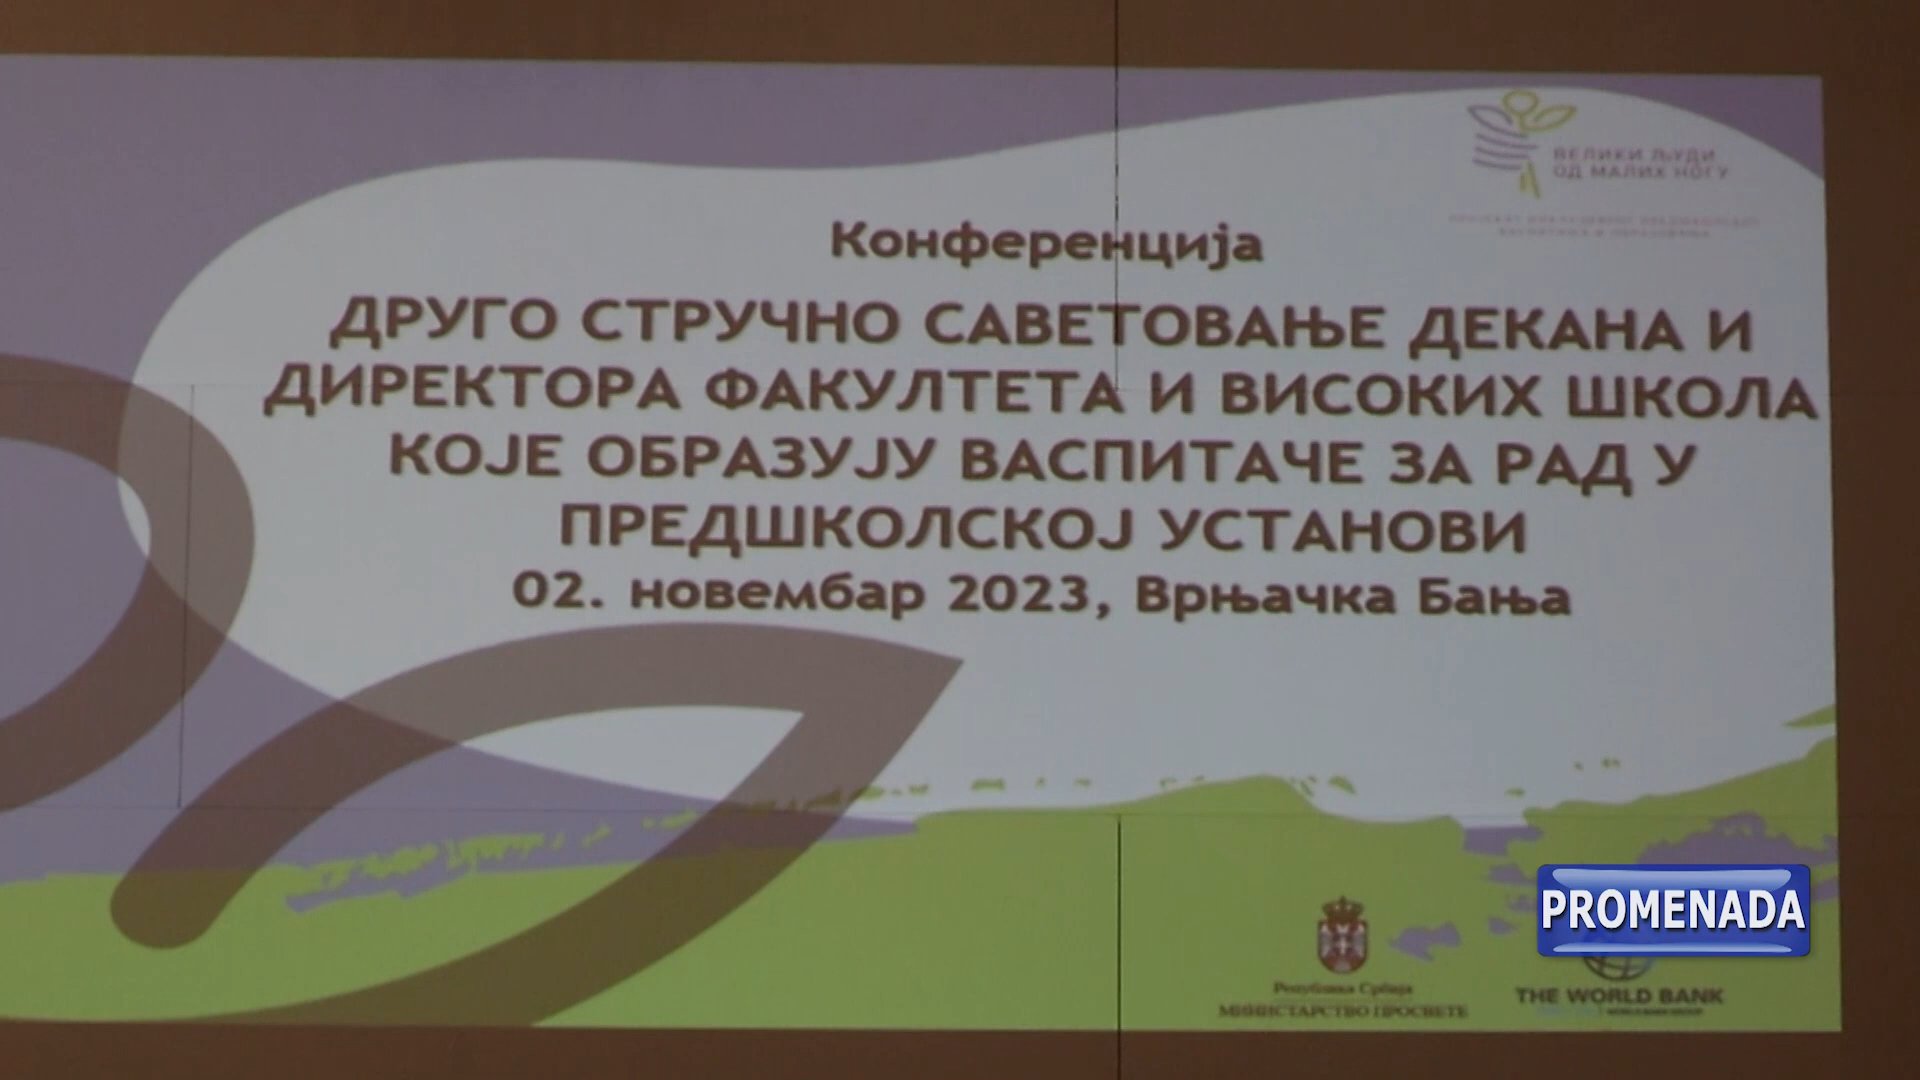 ВЕЛИКИ ЉУДИ
ОД МАЛИХ НОГУ
Конференција
ДРУГО СТРУЧНО САВЕТОВАЊЕ ДЕКАНА И
ДИРЕКТОРА ФАКУЛТЕТА И ВИСОКИХ ШКОЛА
КОЈЕ ОБРАЗУЈУ ВАСПИТАЧЕ ЗА РАД У
ПРЕДШКОЛСКОЈ УСТАНОВИ
02. новембар 2023, Врњачка Бања
PROMENADA
Република Србија
МИНИСТАРСТВО ПРОСВЕТЕ
THE WORLD BANK